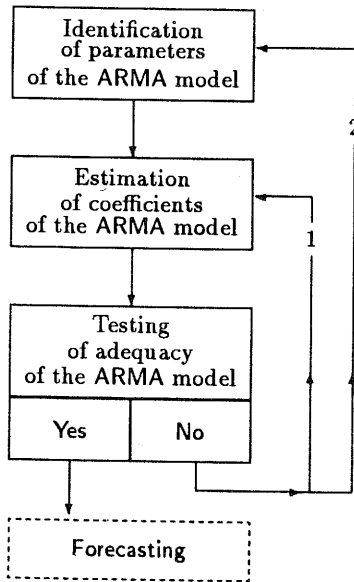 Identification
of parameters
of the ARMA model
2
Estimation
of coefficients
of the ARMA model
1
Testing
of adequacy
of the ARMA model
Yes
No
Forecasting